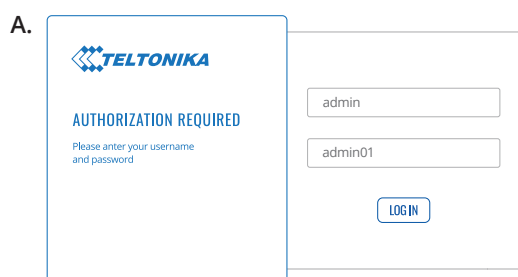 A.
TELTONIKA
AUTHORIZATION REQUIRED
Please anter your username
and password
admin
admin01
LOG IN